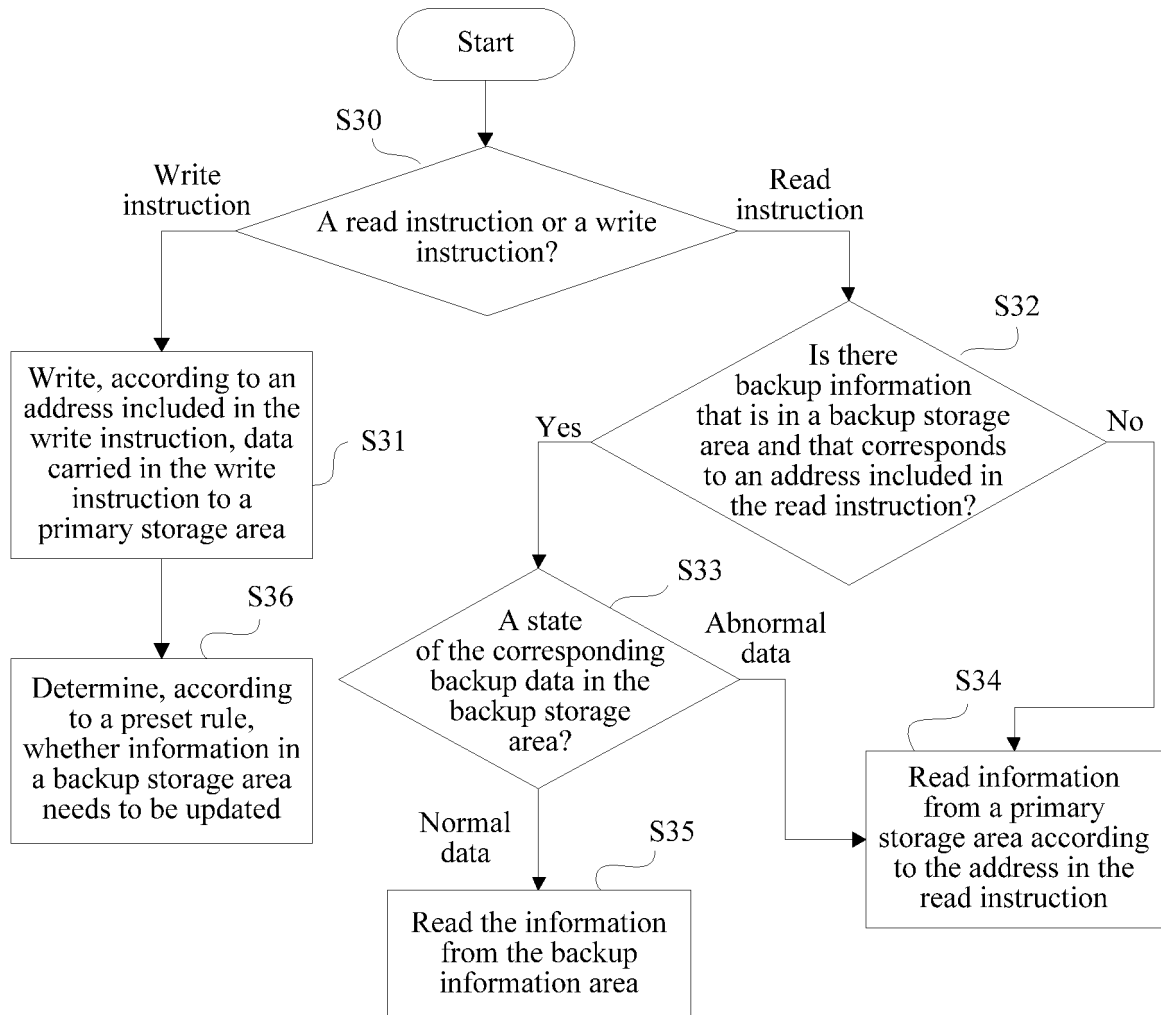 Start
S30
Write
instruction
Read
instruction
A read instruction or a write
instruction?
S32
Write, according to an
address included in the
write instruction, data
carried in the write
instruction to a
primary storage area
S31
Is there
backup information
that is in a backup storage
area and that corresponds
to an address included in
the read instruction?
Yes
No
S36
Determine, according
to a preset rule,
whether information in
a backup storage area
needs to be updated
S33
A state
of the corresponding
backup data in the
backup storage
area?
Abnormal
data
S34
Read information
from a primary
storage area according
to the address in the
read instruction
Normal
data
S35
Read the information
from the backup
information area